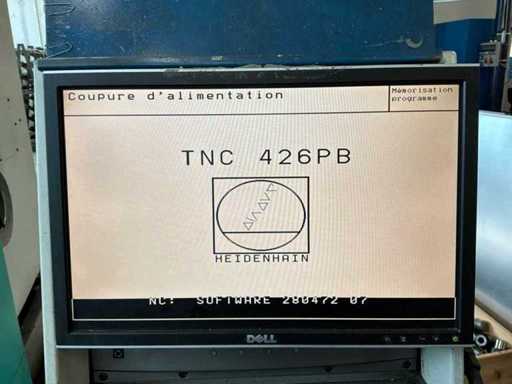 Coupure d'alimentation
Mémorisation
programme
TNC 426PB
HEIDENHAIN
NC: SOFTWARE 280472 07
DELL